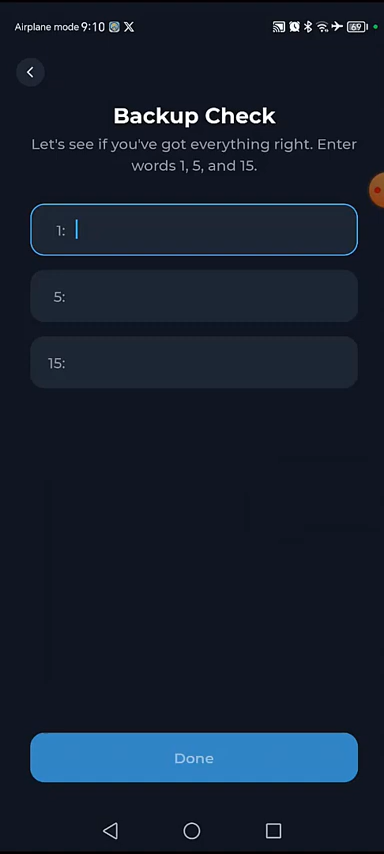 Airplane mode 9:10 X 69
Backup Check
Let's see if you've got everything right. Enter
words 1, 5, and 15.
1:
5:
15:
Done